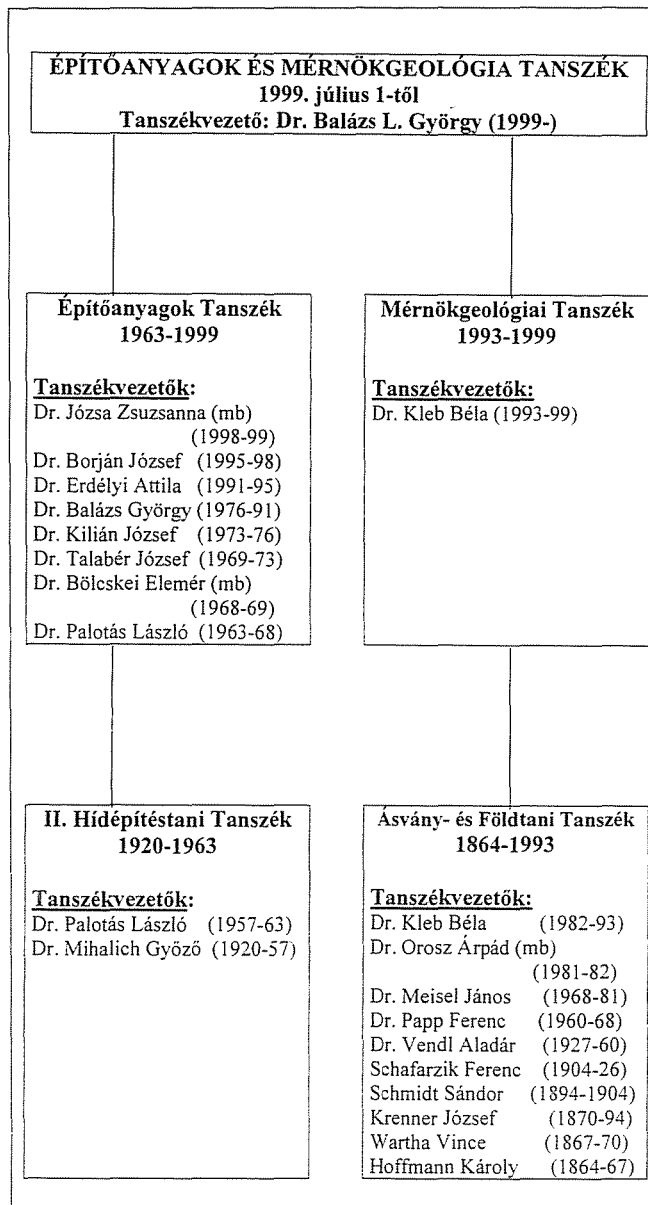 ÉPÍTŐANYAGOK ÉS MÉRNÖKGEOLÓGIA TANSZÉK
1999. július 1-től
Tanszékvezető: Dr. Balázs L. György (1999-)
Építőanyagok Tanszék
1963-1999
Tanszékvezetők:
Dr. Józsa Zsuzsanna (mb)
(1998-99)
Dr. Borján József (1995-98)
Dr. Erdélyi Attila (1991-95)
Dr. Balázs György (1976-91)
Dr. Kilián József (1973-76)
Dr. Talabér József (1969-73)
Dr. Bölcskei Elemér (mb)
(1968-69)
Dr. Palotás László (1963-68)
Mérnökgeológiai Tanszék
1993-1999
Tanszékvezetők:
Dr. Kleb Béla (1993-99)
II. Hídépítéstani Tanszék
1920-1963
Tanszékvezetők:
Dr. Palotás László (1957-63)
Dr. Mihalich Győző (1920-57)
Ásvány- és Földtani Tanszék
1864-1993
Tanszékvezetők:
Dr. Kleb Béla (1982-93)
Dr. Orosz Árpád (mb)
(1981-82)
Dr. Meisel János (1968-81)
Dr. Papp Ferenc (1960-68)
Dr. Vendl Aladár (1927-60)
Schafarzik Ferenc (1904-26)
Schmidt Sándor (1894-1904)
Krenner József (1870-94)
Wartha Vince (1867-70)
Hoffmann Károly (1864-67)